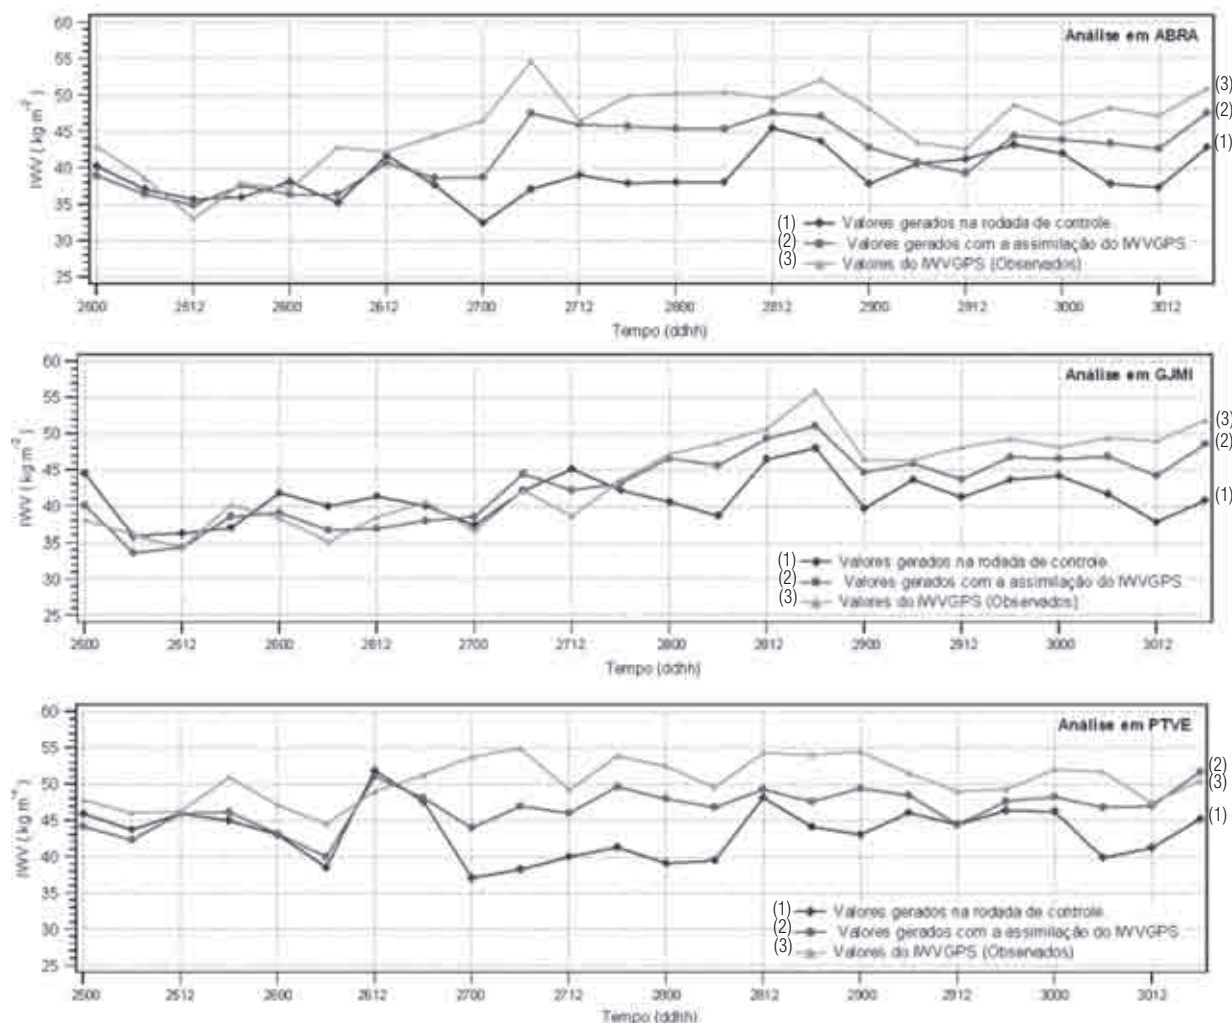 Análise em ABRA
60
55
50
45
40
35
30
25
IWV ( kg m⁻²)
(3)
(2)
(1)
(1) Valores gerados na rodada de controle.
(2) Valores gerados com a assimilação do IWVGPS.
(3) Valores do IWVGPS (Observados)
2500 2512 2600 2612 2700 2712 2800 2812 2900 2912 3000 3012
Tempo (ddhh)
Análise em GJMI
60
55
50
45
40
35
30
25
IWV ( kg m⁻²)
(3)
(2)
(1)
(1) Valores gerados na rodada de controle.
(2) Valores gerados com a assimilação do IWVGPS.
(3) Valores do IWVGPS (Observados)
2500 2512 2600 2612 2700 2712 2800 2812 2900 2912 3000 3012
Tempo (ddhh)
Análise em PTVE
60
55
50
45
40
35
30
25
IWV ( kg m⁻²)
(2)
(3)
(1)
(1) Valores gerados na rodada de controle.
(2) Valores gerados com a assimilação do IWVGPS.
(3) Valores do IWVGPS (Observados)
2500 2512 2600 2612 2700 2712 2800 2812 2900 2912 3000 3012
Tempo (ddhh)